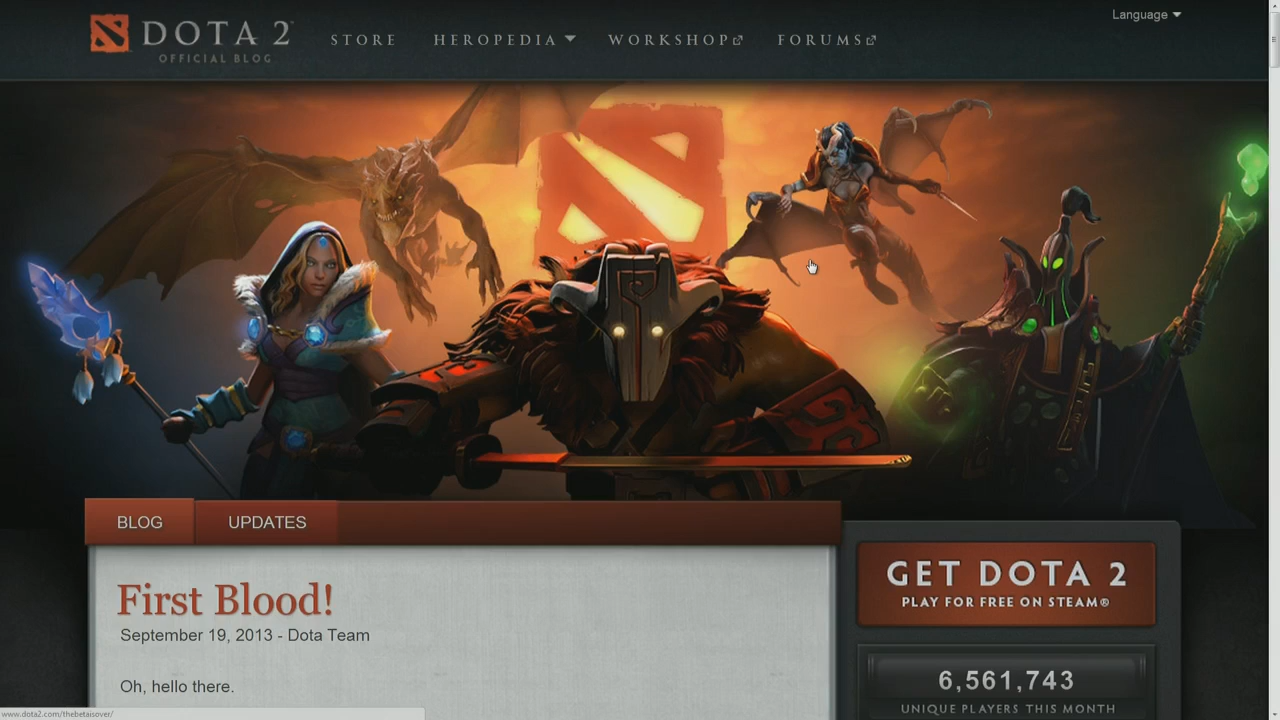 DOTA 2
OFFICIAL BLOG
STORE
HEROPEDIA
WORKSHOP
FORUMS
Language
BLOG
UPDATES
First Blood!
September 19, 2013 - Dota Team
Oh, hello there.
GET DOTA 2
PLAY FOR FREE ON STEAM®
6,561,743
UNIQUE PLAYERS THIS MONTH
www.dota2.com/thebetaisover/